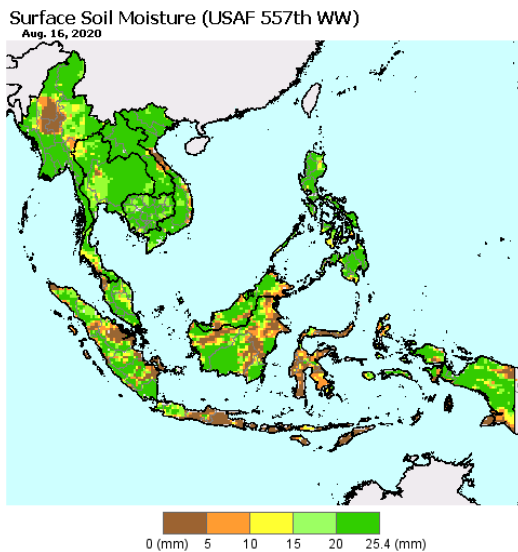 Surface Soil Moisture (USAF 557th WW)
Aug. 16, 2020
0 (mm) 5 10 15 20 25.4 (mm)